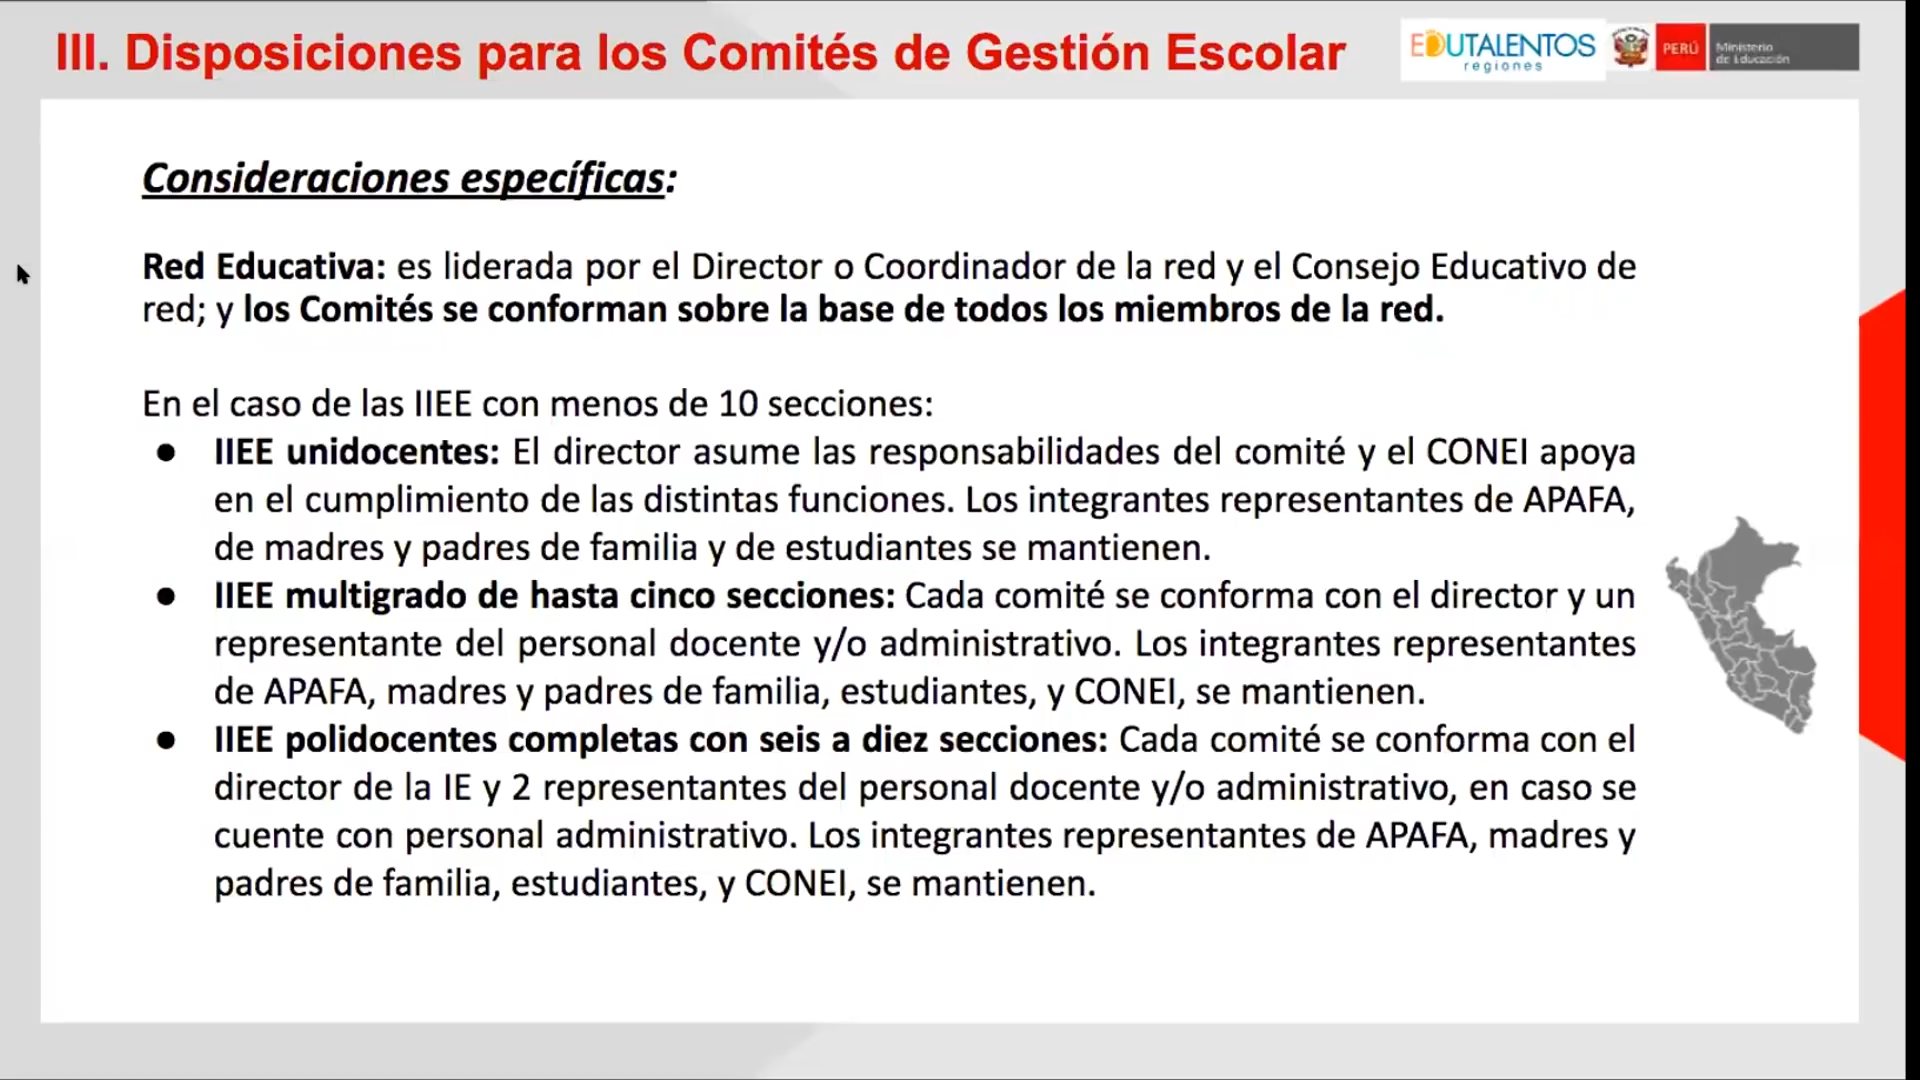 III. Disposiciones para los Comités de Gestión Escolar
EDUTALENTOS
regiones
PERÚ
Ministerio
de Educación
Consideraciones específicas:
Red Educativa: es liderada por el Director o Coordinador de la red y el Consejo Educativo de
red; y los Comités se conforman sobre la base de todos los miembros de la red.
En el caso de las IIEE con menos de 10 secciones:
● IIEE unidocentes: El director asume las responsabilidades del comité y el CONEI apoya
en el cumplimiento de las distintas funciones. Los integrantes representantes de APAFA,
de madres y padres de familia y de estudiantes se mantienen.
● IIEE multigrado de hasta cinco secciones: Cada comité se conforma con el director y un
representante del personal docente y/o administrativo. Los integrantes representantes
de APAFA, madres y padres de familia, estudiantes, y CONEI, se mantienen.
● IIEE polidocentes completas con seis a diez secciones: Cada comité se conforma con el
director de la IE y 2 representantes del personal docente y/o administrativo, en caso se
cuente con personal administrativo. Los integrantes representantes de APAFA, madres y
padres de familia, estudiantes, y CONEI, se mantienen.